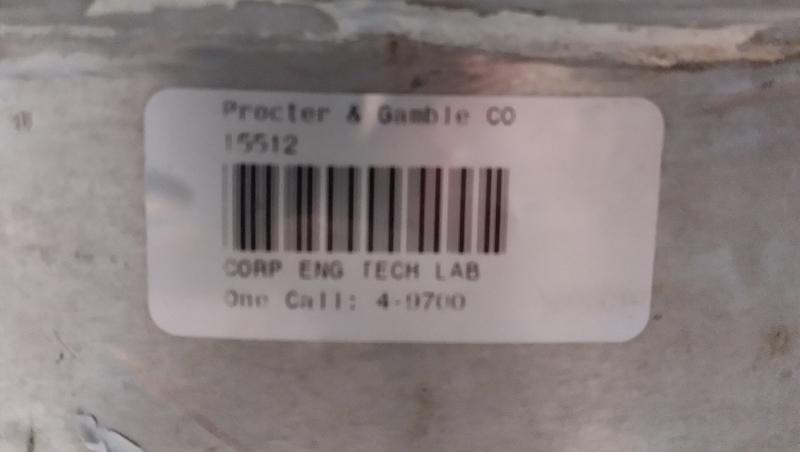 Procter & Gamble CO
15512
CORP ENG TECH LAB
One Call: 4-9700